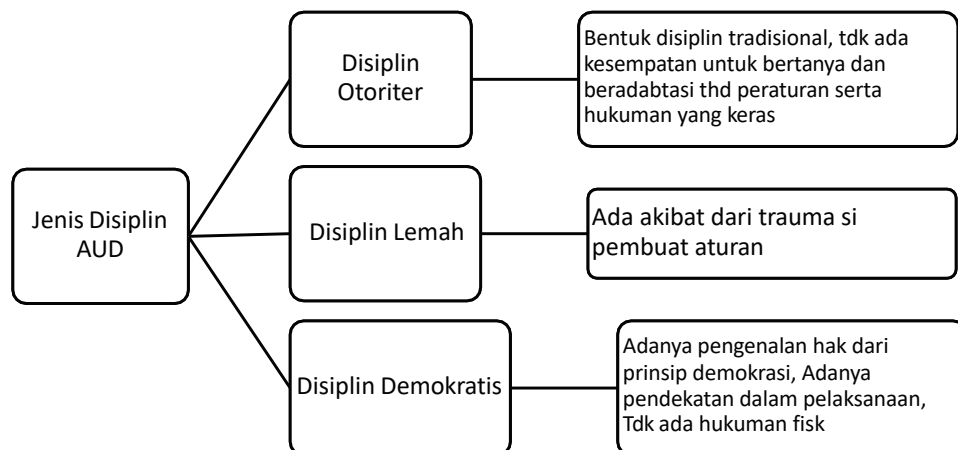 Jenis Disiplin
AUD
Disiplin
Otoriter
Bentuk disiplin tradisional, tdk ada
kesempatan untuk bertanya dan
beradabtasi thd peraturan serta
hukuman yang keras
Disiplin Lemah
Ada akibat dari trauma si
pembuat aturan
Disiplin Demokratis
Adanya pengenalan hak dari
prinsip demokrasi, Adanya
pendekatan dalam pelaksanaan,
Tdk ada hukuman fisk